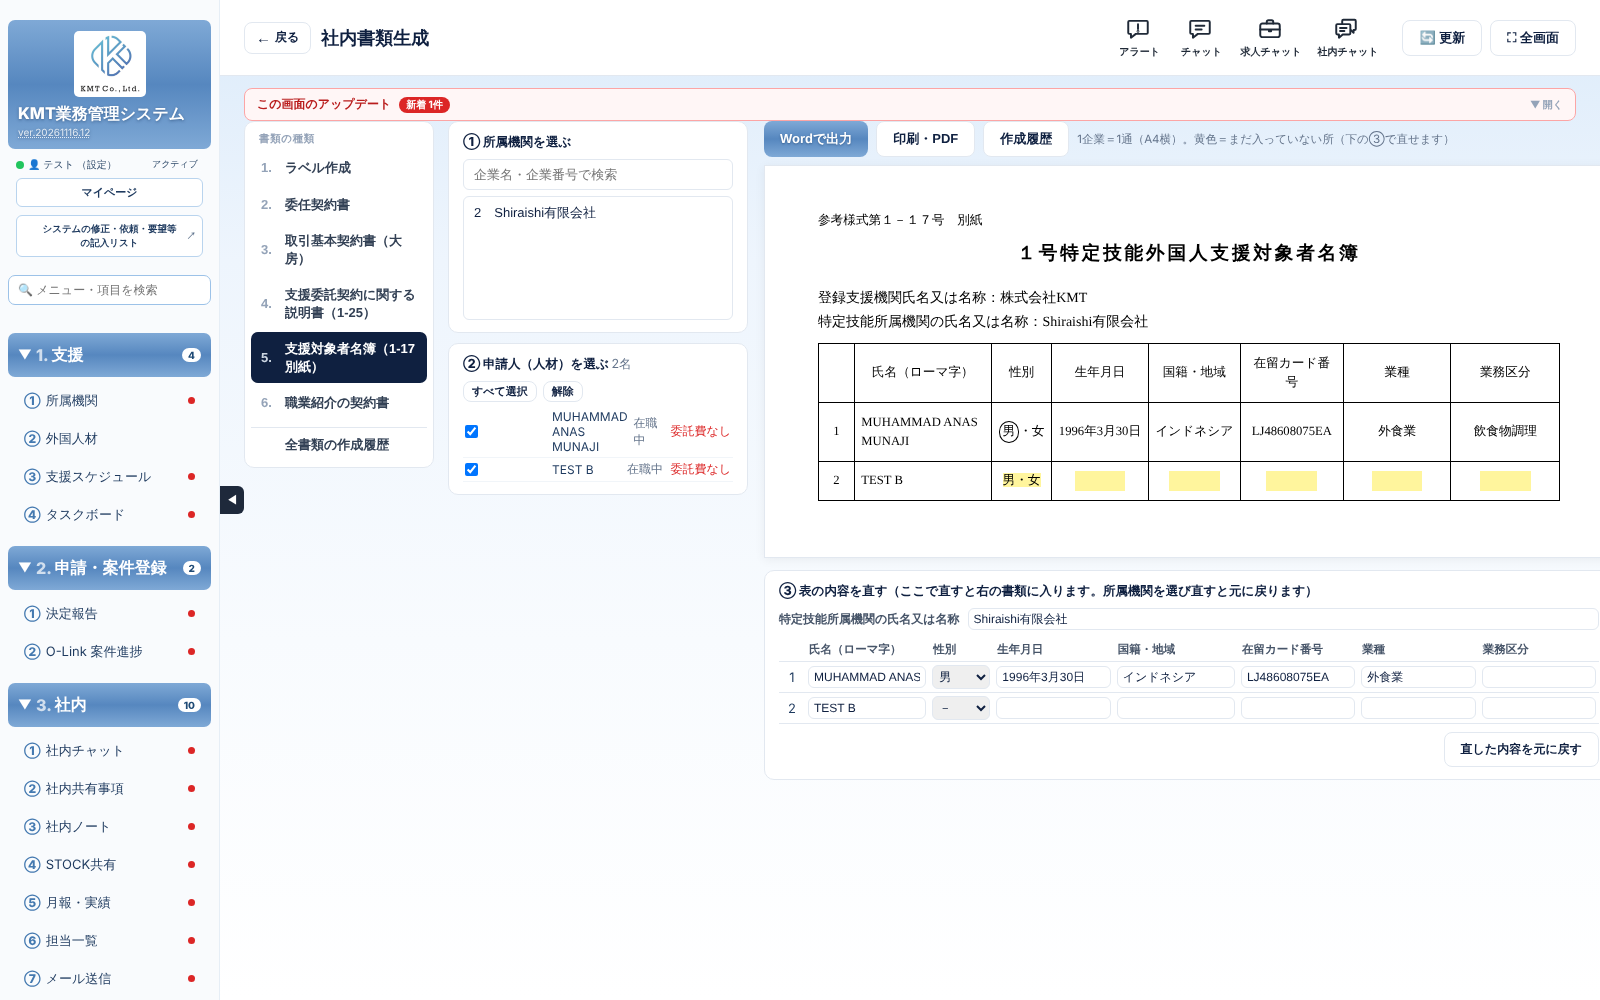 KMT Co., Ltd.
KMT業務管理システム
ver.20261116.12
テスト （設定）
アクティブ
マイページ
システムの修正・依頼・要望等
の記入リスト
メニュー・項目を検索
▼ 1. 支援 4
① 所属機関
② 外国人材
③ 支援スケジュール
④ タスクボード
▼ 2. 申請・案件登録 2
① 決定報告
② O-Link 案件進捗
▼ 3. 社内 10
① 社内チャット
② 社内共有事項
③ 社内ノート
④ STOCK共有
⑤ 月報・実績
⑥ 担当一覧
⑦ メール送信
← 戻る
社内書類生成
アラート
チャット
求人チャット
社内チャット
更新
全画面
この画面のアップデート 新着 1件
▼ 開く
書類の種類
1. ラベル作成
2. 委任契約書
3. 取引基本契約書（大
房）
4. 支援委託契約に関する
説明書（1-25）
5. 支援対象者名簿（1-17
別紙）
6. 職業紹介の契約書
全書類の作成履歴
① 所属機関を選ぶ
企業名・企業番号で検索
2 Shiraishi有限会社
② 申請人（人材）を選ぶ 2名
すべて選択 解除
MUHAMMAD
ANAS
MUNAJI
在職
中
委託費なし
TEST B 在職中 委託費なし
Wordで出力 印刷・PDF 作成履歴 1企業＝1通（A4横）。黄色＝まだ入っていない所（下の③で直せます）
参考様式第１－１７号　別紙
１号特定技能外国人支援対象者名簿
登録支援機関氏名又は名称：株式会社KMT
特定技能所属機関の氏名又は名称：Shiraishi有限会社
氏名（ローマ字） 性別 生年月日 国籍・地域 在留カード番
号 業種 業務区分
1 MUHAMMAD ANAS
MUNAJI 男・女 1996年3月30日 インドネシア LJ48608075EA 外食業 飲食物調理
2 TEST B 男・女
③ 表の内容を直す（ここで直すと右の書類に入ります。所属機関を選び直すと元に戻ります）
特定技能所属機関の氏名又は名称 Shiraishi有限会社
氏名（ローマ字） 性別 生年月日 国籍・地域 在留カード番号 業種 業務区分
1 MUHAMMAD ANAS 男 1996年3月30日 インドネシア LJ48608075EA 外食業
2 TEST B －
直した内容を元に戻す